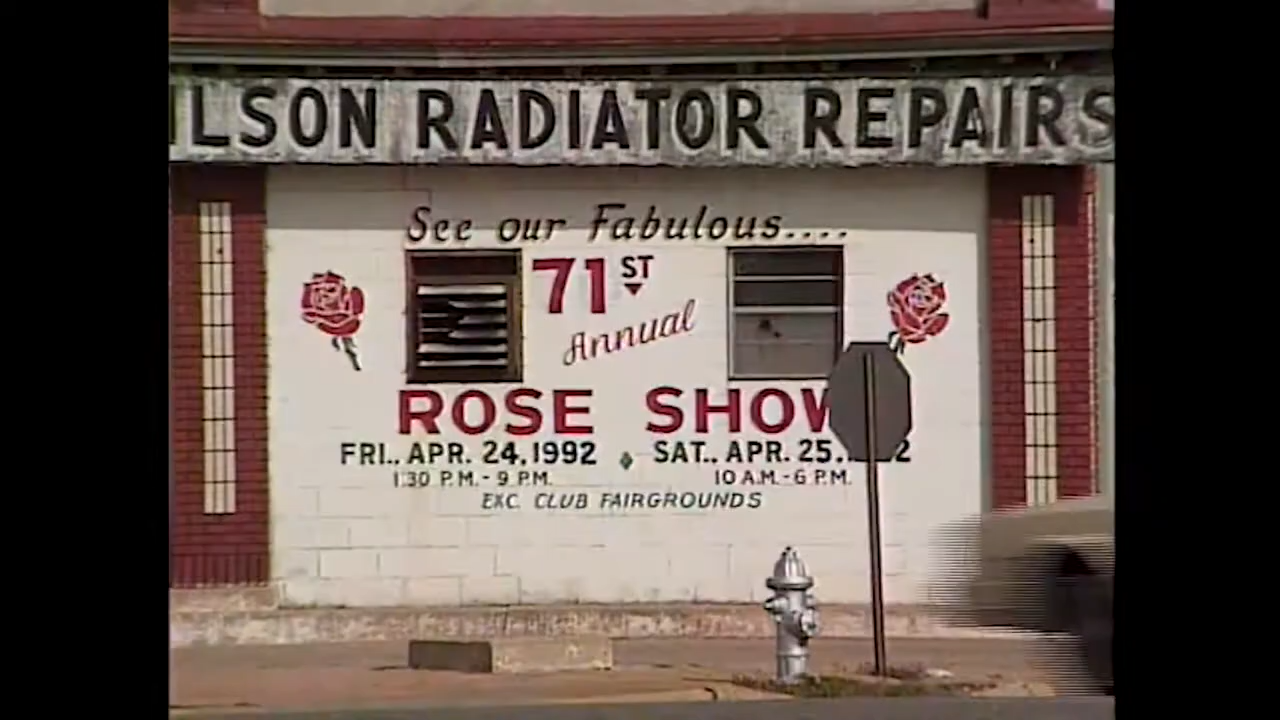 ILSON RADIATOR REPAIRS
See our Fabulous....
71ST
Annual
ROSE SHOW
FRI., APR. 24, 1992 SAT., APR. 25,
1:30 P.M. - 9 P.M. 10 A.M. - 6 P.M.
EXC. CLUB FAIRGROUNDS